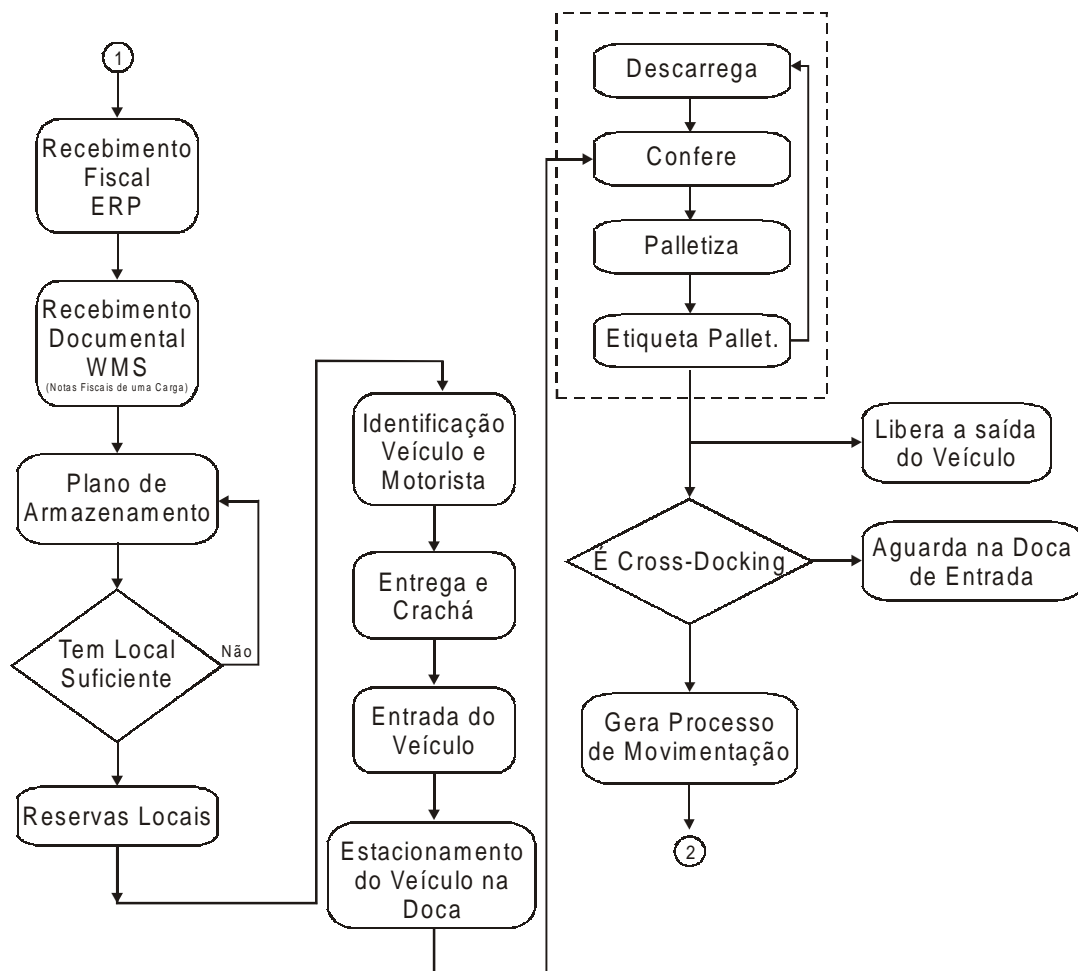 1
Recebimento
Fiscal
ERP
Recebimento
Documental
WMS
(Notas Fiscais de uma Carga)
Plano de
Armazenamento
Tem Local
Suficiente
Não
Reservas Locais
Identificação
Veículo e
Motorista
Entrega e
Crachá
Entrada do
Veículo
Estacionamento
do Veículo na
Doca
Descarrega
Confere
Palletiza
Etiqueta Pallet.
Libera a saída
do Veículo
É Cross-Docking
Aguarda na Doca
de Entrada
Gera Processo
de Movimentação
2